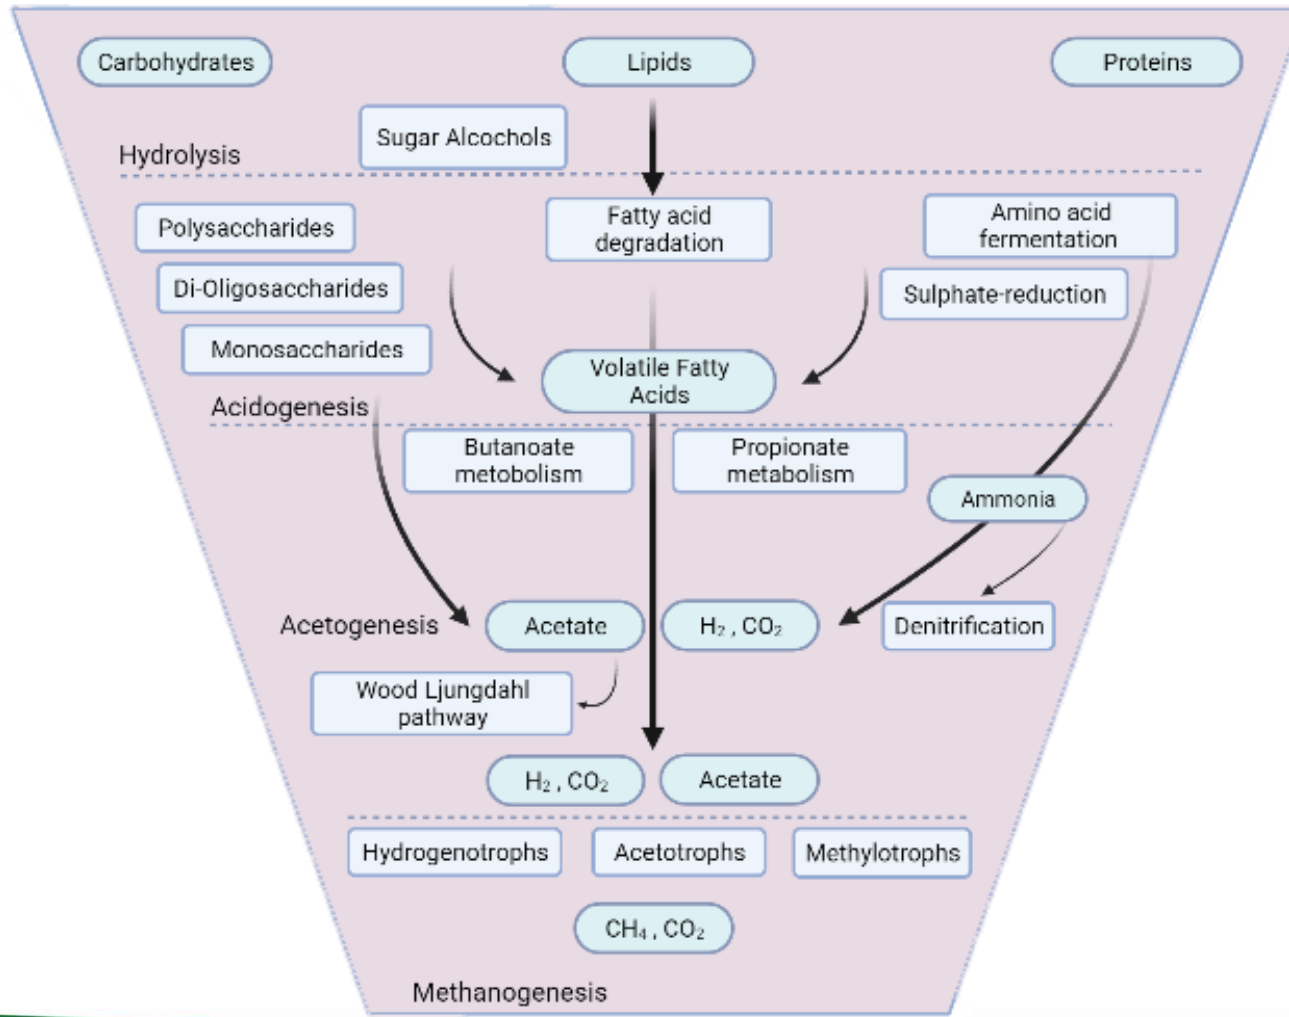 Carbohydrates
Lipids
Proteins
Sugar Alcochols
Hydrolysis
Polysaccharides
Fatty acid
degradation
Amino acid
fermentation
Di-Oligosaccharides
Sulphate-reduction
Monosaccharides
Volatile Fatty
Acids
Acidogenesis
Butanoate
metobolism
Propionate
metabolism
Ammonia
Acetogenesis
Acetate
H₂ , CO₂
Denitrification
Wood Ljungdahl
pathway
H₂ , CO₂
Acetate
Hydrogenotrophs
Acetotrophs
Methylotrophs
CH₄ , CO₂
Methanogenesis